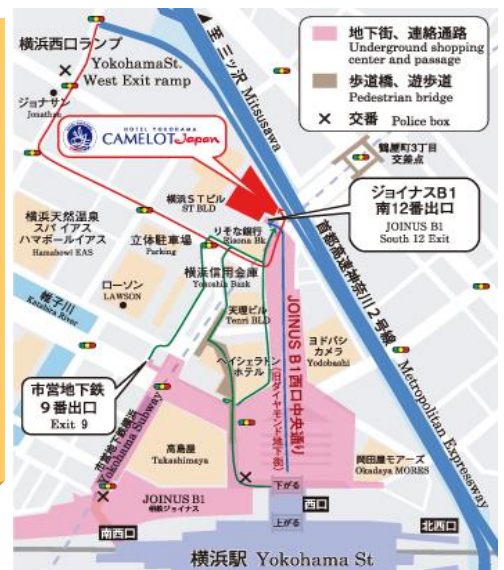 横浜西口ランプ
YokohamaSt.
West Exit ramp
ジョナサン
Jonathan
至 三ッ沢 Mitsusawa
地下街、連絡通路
Underground shopping
center and passage
歩道橋、遊歩道
Pedestrian bridge
交番 Police box
HOTEL YOKOHAMA
CAMELOT Japan
鶴屋町3丁目
交差点
横浜STビル
ST BLD
ジョイナスB1
南12番出口
JOINUS B1
South 12 Exit
横浜天然温泉
スパ イアス
ハマボールイアス
Hamabowl EAS
立体駐車場
Parking
りそな銀行
Risona Bk
横浜信用金庫
Yokoshin Bank
首都高速神奈川2号線
Metropolitan Expressway
帷子川
Katabira River
ローソン
LAWSON
天理ビル
Tenri BLD
JOINUS B1 西口中央通り
(旧ダイヤモンド地下街)
ヨドバシ
カメラ
Yodobashi
ベイシェラトン
ホテル
市営地下鉄
9番出口
Exit 9
市営地下鉄横浜
Yokohama Subway
高島屋
Takashimaya
岡田屋モアーズ
Okadaya MORES
下がる
JOINUS B1
相鉄ジョイナス
西口
上がる
南西口
北西口
横浜駅 Yokohama St